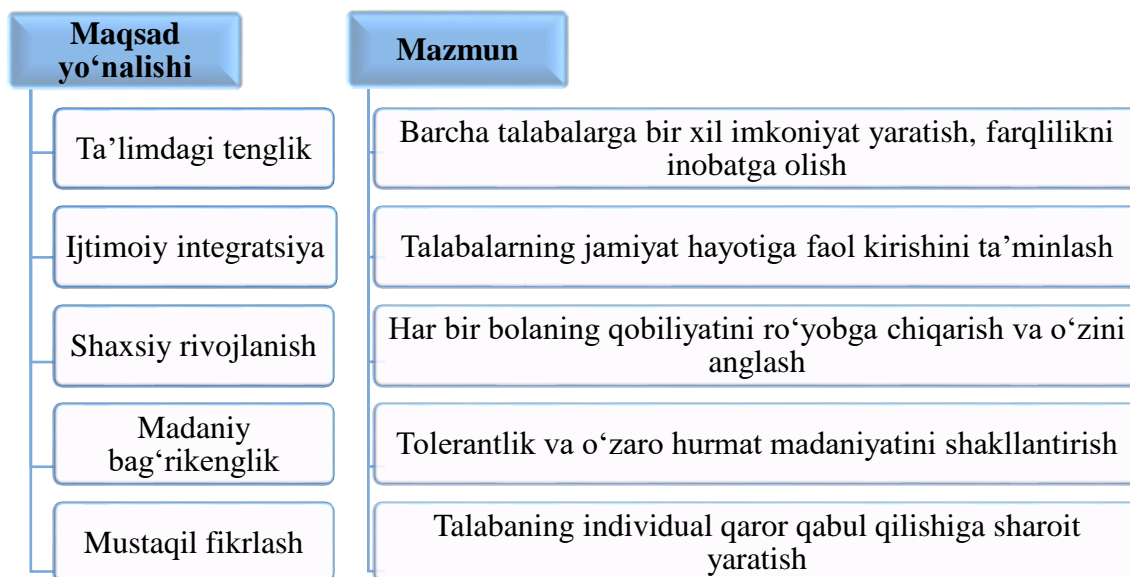 Maqsad
yo‘nalishi
Mazmun
Ta’limdagi tenglik
Barcha talabalarga bir xil imkoniyat yaratish, farqlilikni
inobatga olish
Ijtimoiy integratsiya
Talabalarning jamiyat hayotiga faol kirishini ta’minlash
Shaxsiy rivojlanish
Har bir bolaning qobiliyatini ro‘yobga chiqarish va o‘zini
anglash
Madaniy
bag‘rikenglik
Tolerantlik va o‘zaro hurmat madaniyatini shakllantirish
Mustaqil fikrlash
Talabaning individual qaror qabul qilishiga sharoit
yaratish